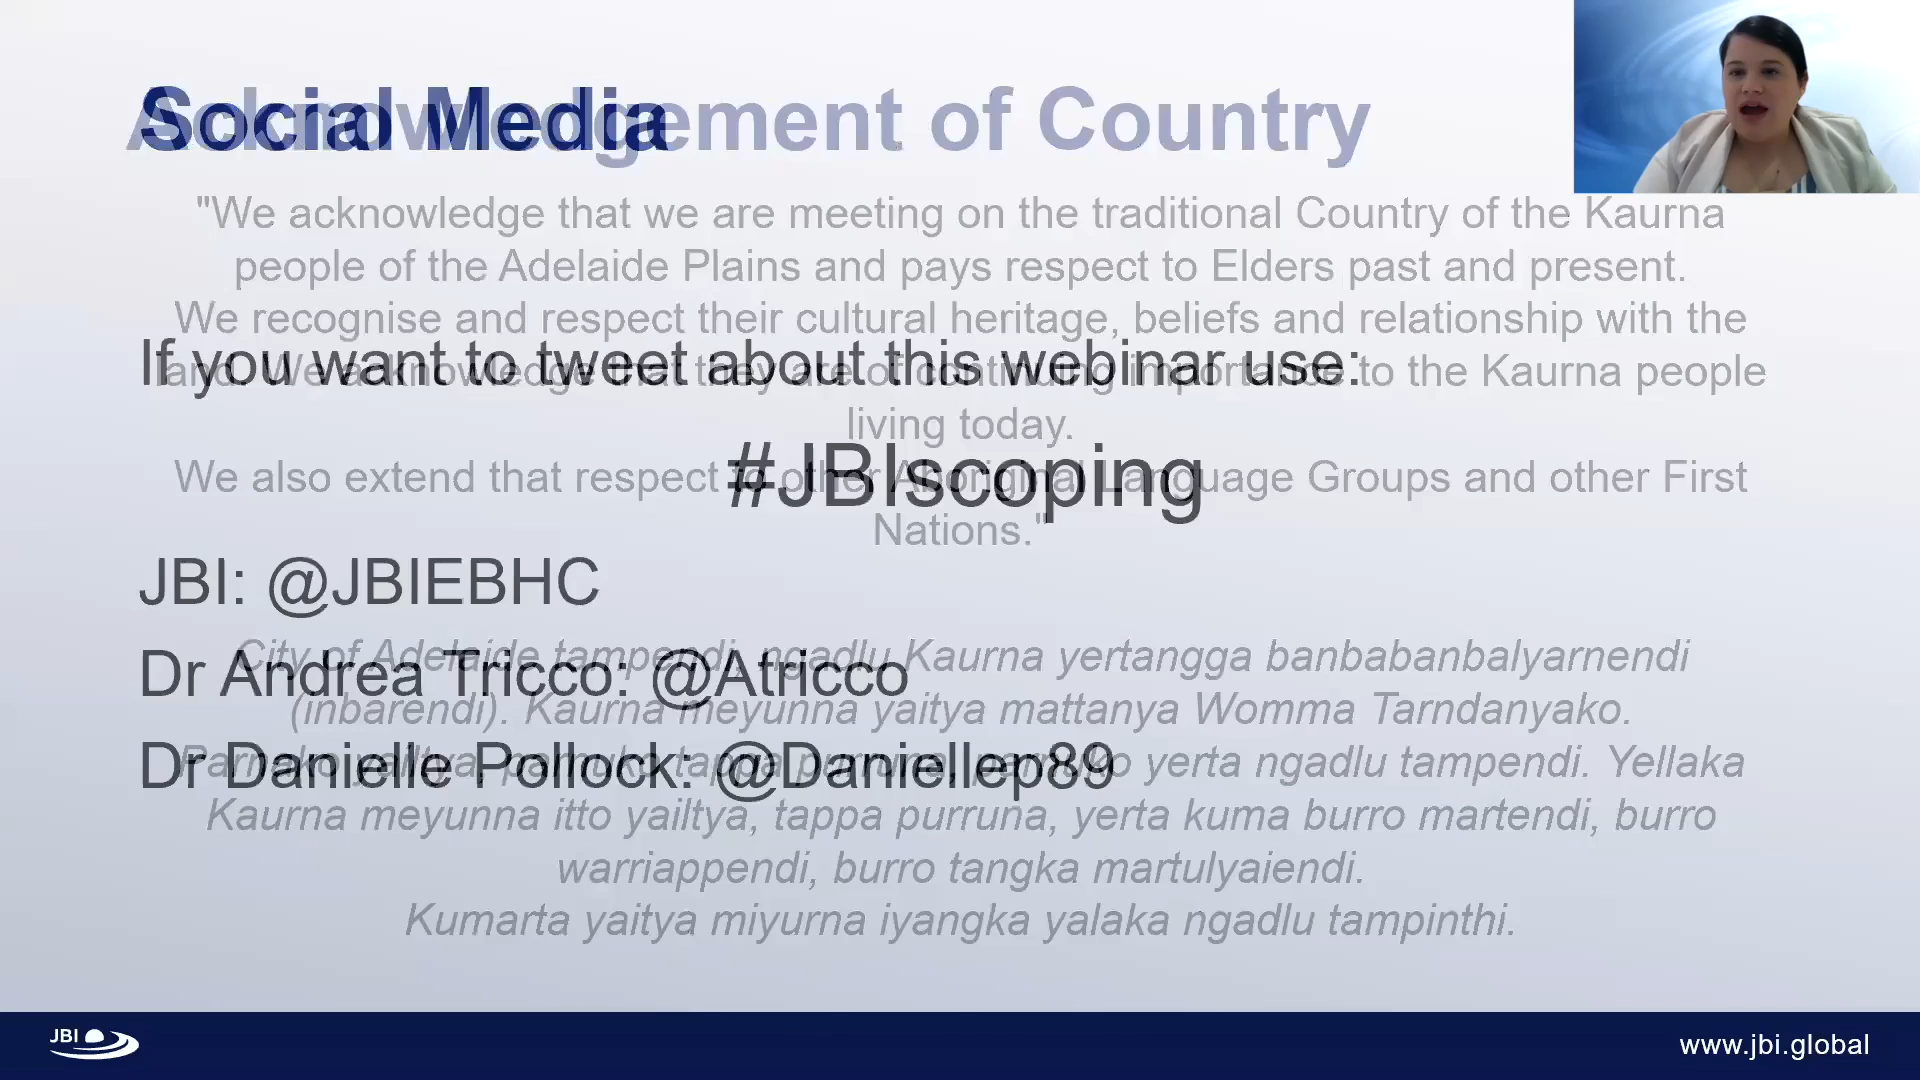 Social Media
Acknowledgement of Country
"We acknowledge that we are meeting on the traditional Country of the Kaurna
people of the Adelaide Plains and pays respect to Elders past and present.
We recognise and respect their cultural heritage, beliefs and relationship with the
land. We acknowledge that they are of continuing importance to the Kaurna people
living today.
We also extend that respect to other Aboriginal Language Groups and other First
Nations."
If you want to tweet about this webinar use:
#JBIscoping
JBI: @JBIEBHC
Dr Andrea Tricco: @Atricco
Dr Danielle Pollock: @Daniellep89
City of Adelaide tampendi, ngadlu Kaurna yertangga banbabanbalyarnendi
(inbarendi). Kaurna meyunna yaitya mattanya Womma Tarndanyako.
Parnako yailtya, parnuko tappa purruna, parnuko yerta ngadlu tampendi. Yellaka
Kaurna meyunna itto yailtya, tappa purruna, yerta kuma burro martendi, burro
warriappendi, burro tangka martulyaiendi.
Kumarta yaitya miyurna iyangka yalaka ngadlu tampinthi.
JBI
www.jbi.global